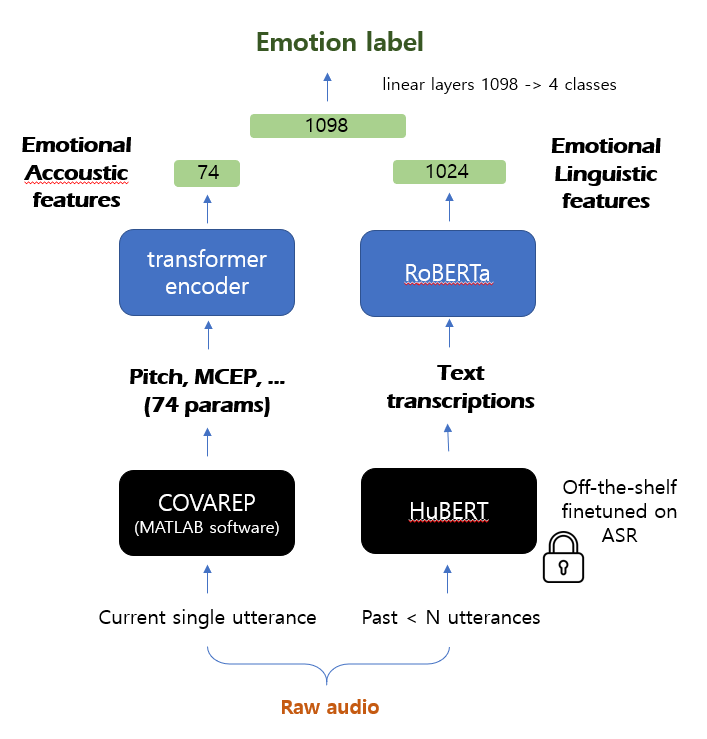 Emotion label
linear layers 1098 -> 4 classes
1098
Emotional
Accoustic
features
74
1024
Emotional
Linguistic
features
transformer
encoder
RoBERTa
Pitch, MCEP, ...
(74 params)
Text
transcriptions
COVAREP
(MATLAB software)
HuBERT
Off-the-shelf
finetuned on
ASR
Current single utterance
Past < N utterances
Raw audio